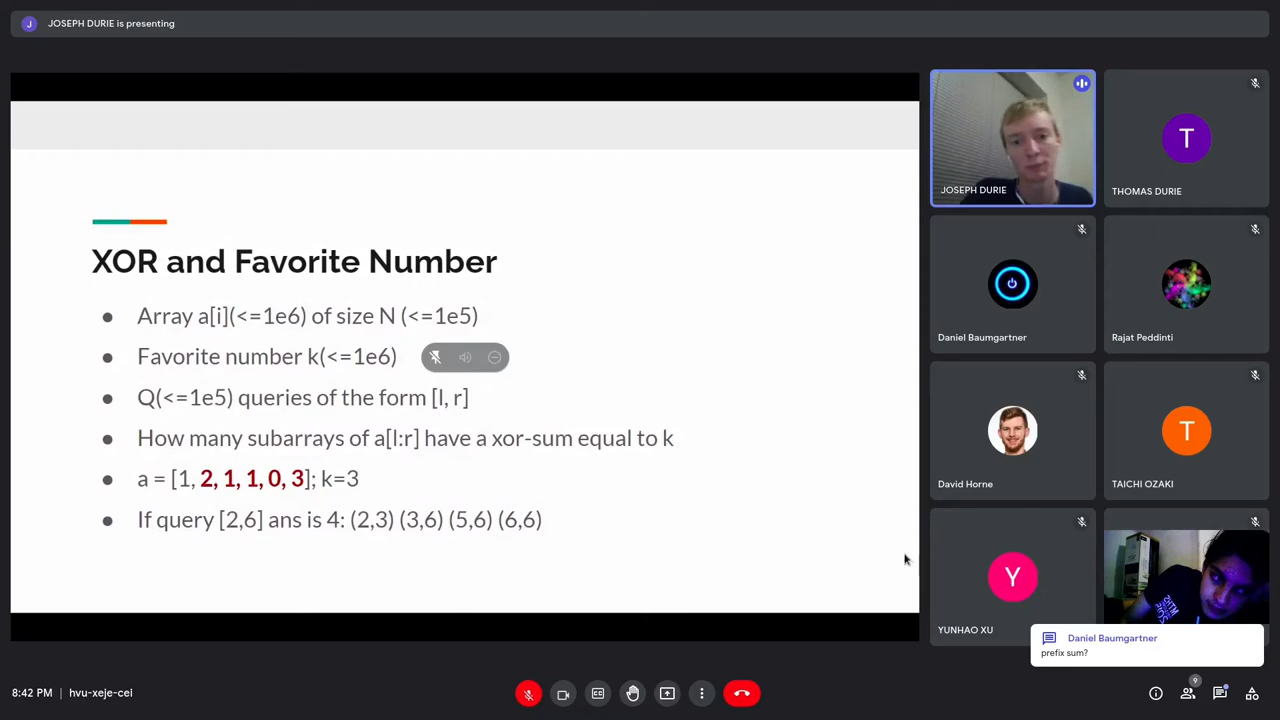 J JOSEPH DURIE is presenting
XOR and Favorite Number
● Array a[i](<=1e6) of size N (<=1e5)
● Favorite number k(<=1e6)
● Q(<=1e5) queries of the form [l, r]
● How many subarrays of a[l:r] have a xor-sum equal to k
● a = [1, 2, 1, 1, 0, 3]; k=3
● If query [2,6] ans is 4: (2,3) (3,6) (5,6) (6,6)
JOSEPH DURIE
T
THOMAS DURIE
Daniel Baumgartner
Rajat Peddinti
David Horne
T
TAICHI OZAKI
Y
YUNHAO XU
Daniel Baumgartner
prefix sum?
8:42 PM | hvu-xeje-cei
CC
9